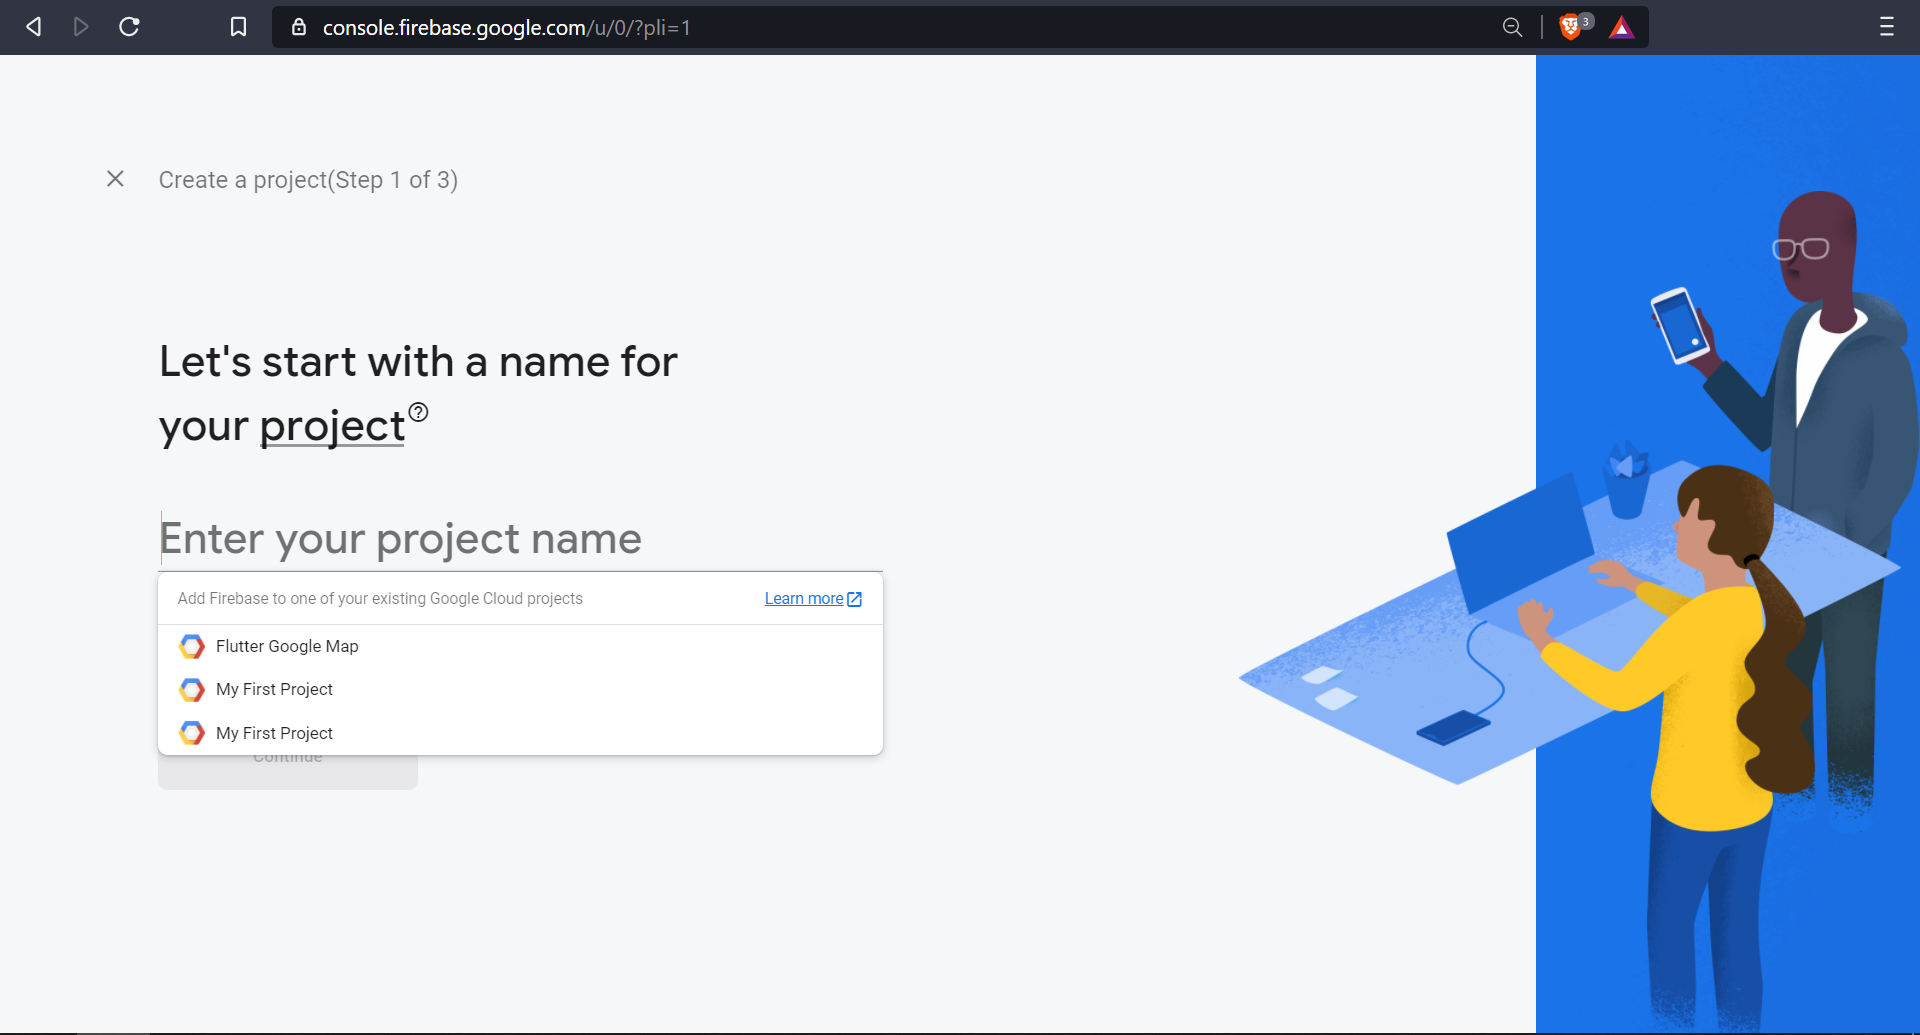 console.firebase.google.com/u/0/?pli=1
3
Create a project(Step 1 of 3)
Let's start with a name for
your project
Enter your project name
Add Firebase to one of your existing Google Cloud projects Learn more
Flutter Google Map
My First Project
My First Project
Continue